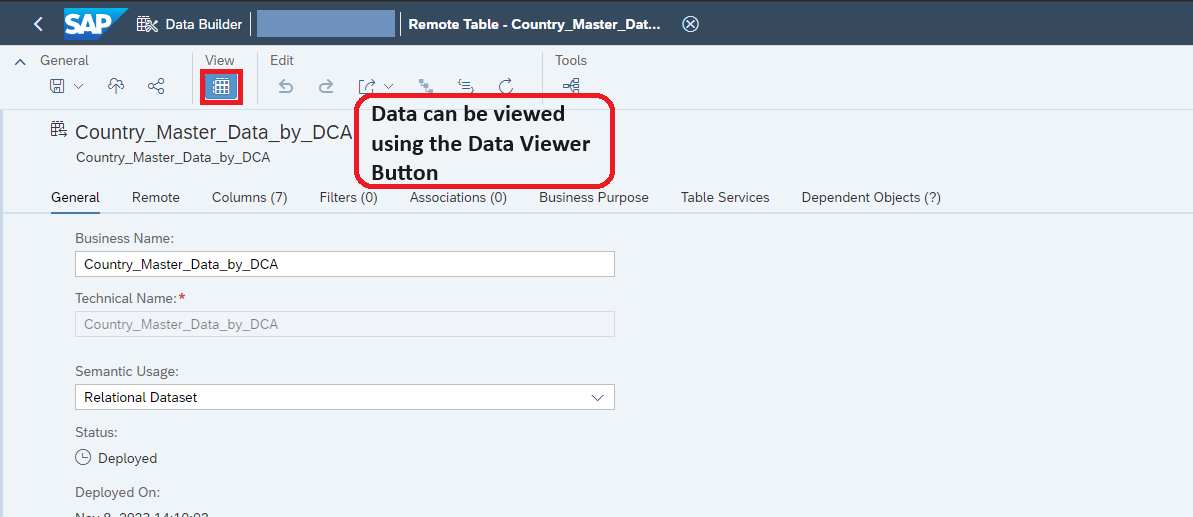 SAP Data Builder Remote Table - Country_Master_Dat...
General View Edit Tools
Data can be viewed
using the Data Viewer
Button
Country_Master_Data_by_DCA
Country_Master_Data_by_DCA
General Remote Columns (7) Filters (0) Associations (0) Business Purpose Table Services Dependent Objects (?)
Business Name:
Country_Master_Data_by_DCA
Technical Name:*
Country_Master_Data_by_DCA
Semantic Usage:
Relational Dataset
Status:
Deployed
Deployed On: